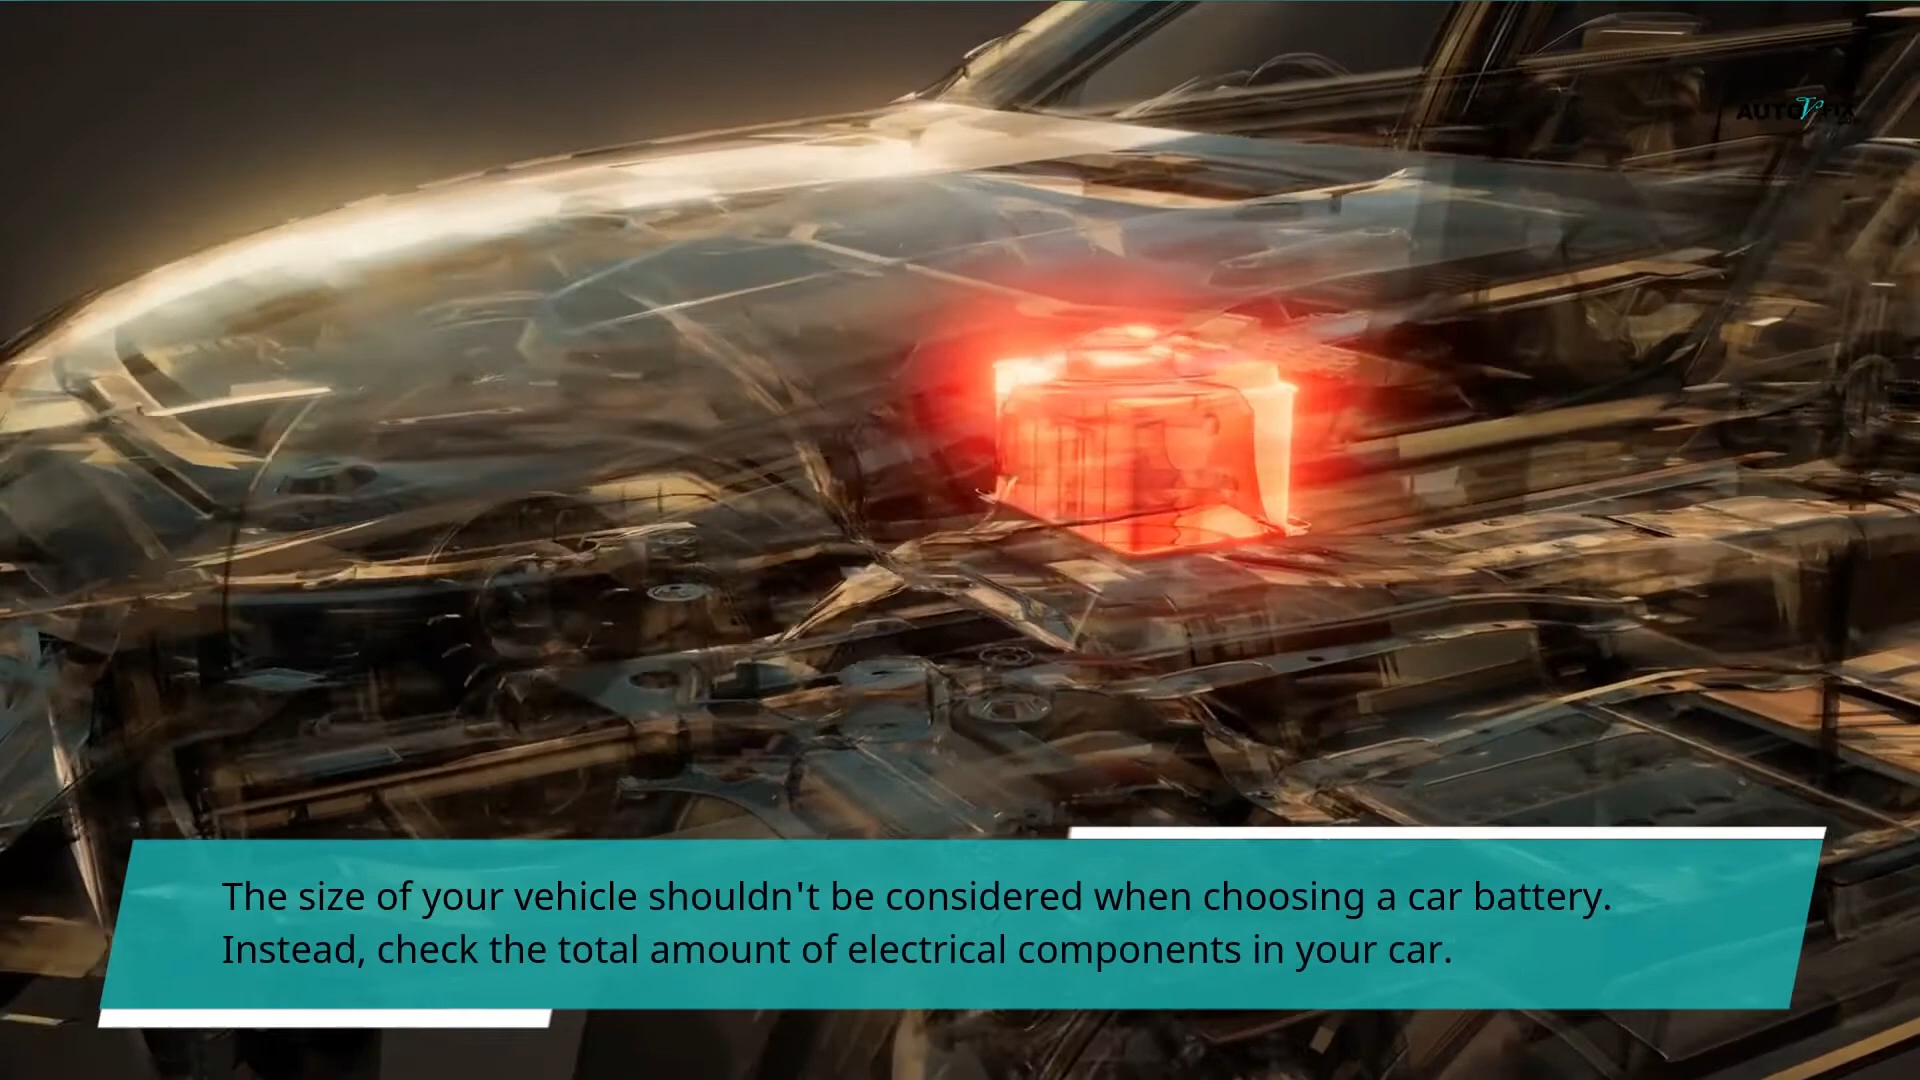 AUTOVFIX
The size of your vehicle shouldn't be considered when choosing a car battery.
Instead, check the total amount of electrical components in your car.